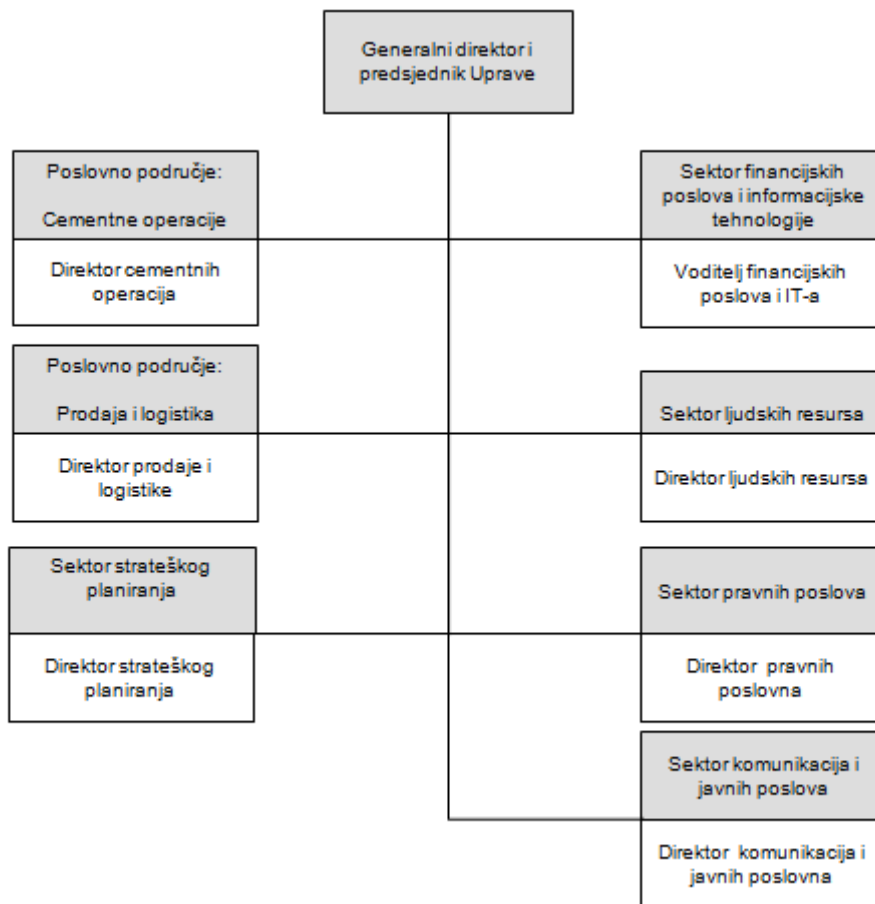 Generalni direktor i
predsjednik Uprave
Poslovno područje:
Cementne operacije
Direktor cementnih
operacija
Sektor financijskih
poslova i informacijske
tehnologije
Voditelj financijskih
poslova i IT-a
Poslovno područje:
Prodaja i logistika
Direktor prodaje i
logistike
Sektor ljudskih resursa
Direktor ljudskih resursa
Sektor strateškog
planiranja
Direktor strateškog
planiranja
Sektor pravnih poslova
Direktor pravnih
poslovna
Sektor komunikacija i
javnih poslova
Direktor komunikacija i
javnih poslovna